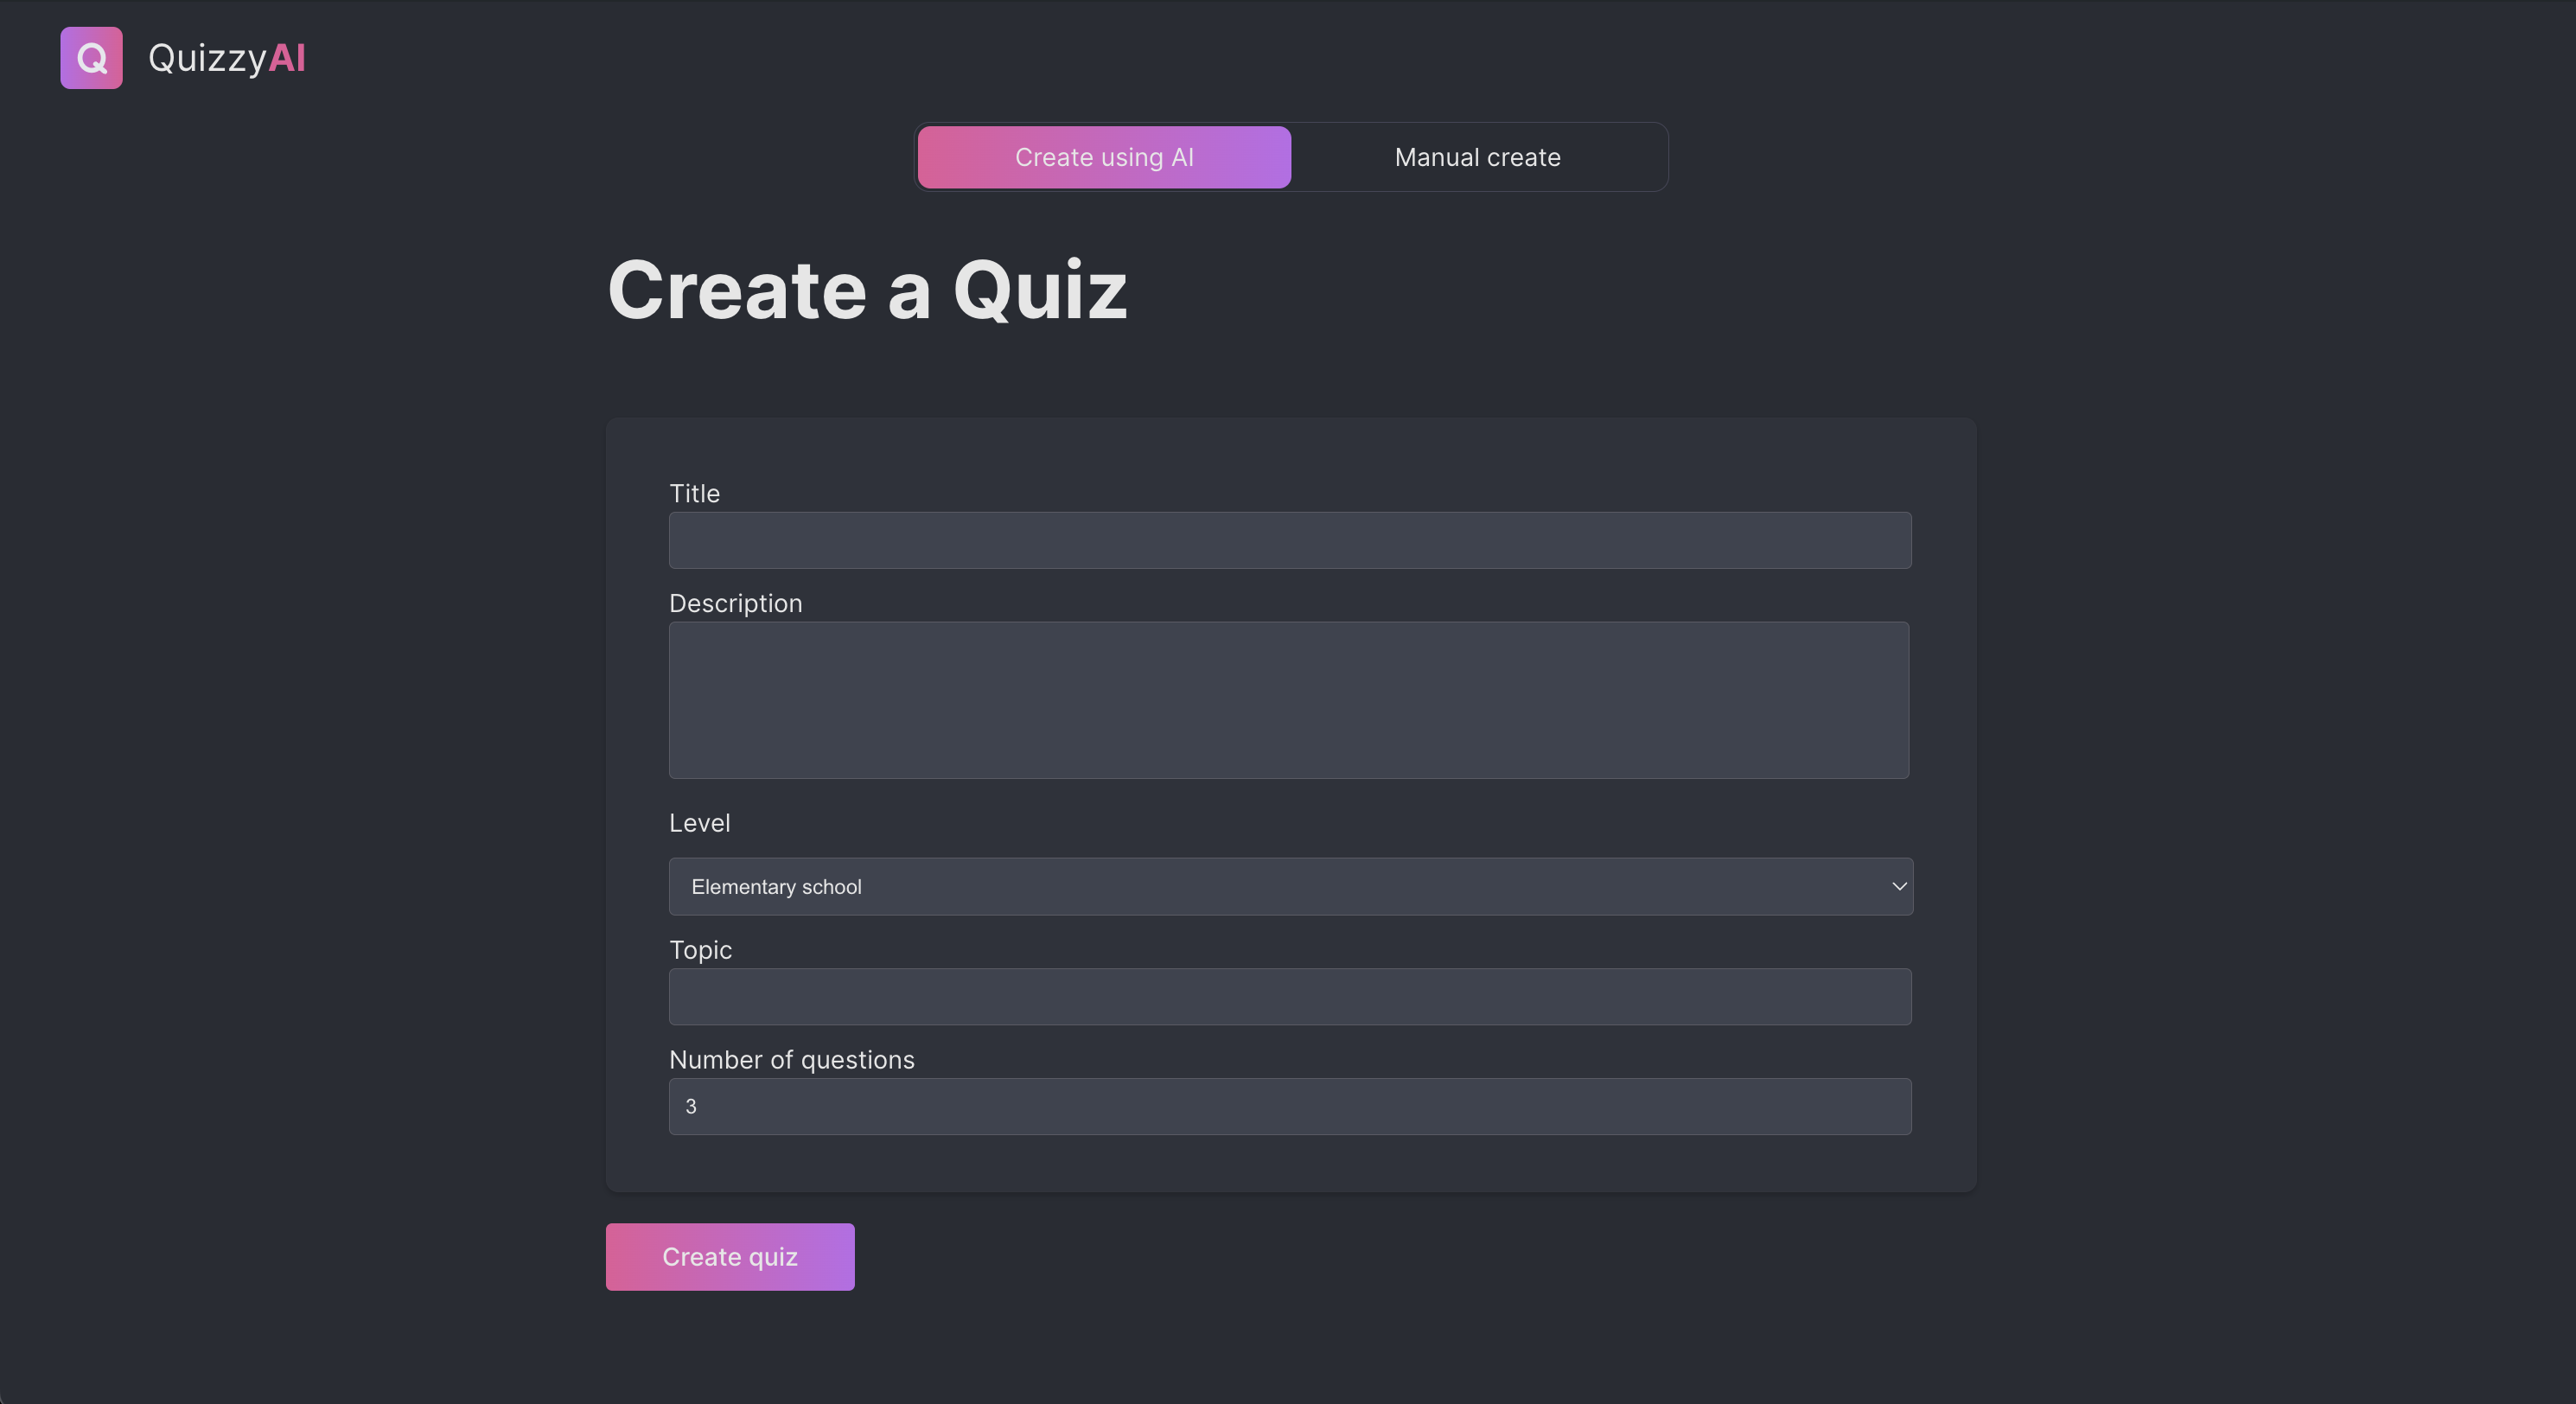 Q QuizzyAI
Create using AI Manual create
Create a Quiz
Title
Description
Level
Elementary school
Topic
Number of questions
3
Create quiz